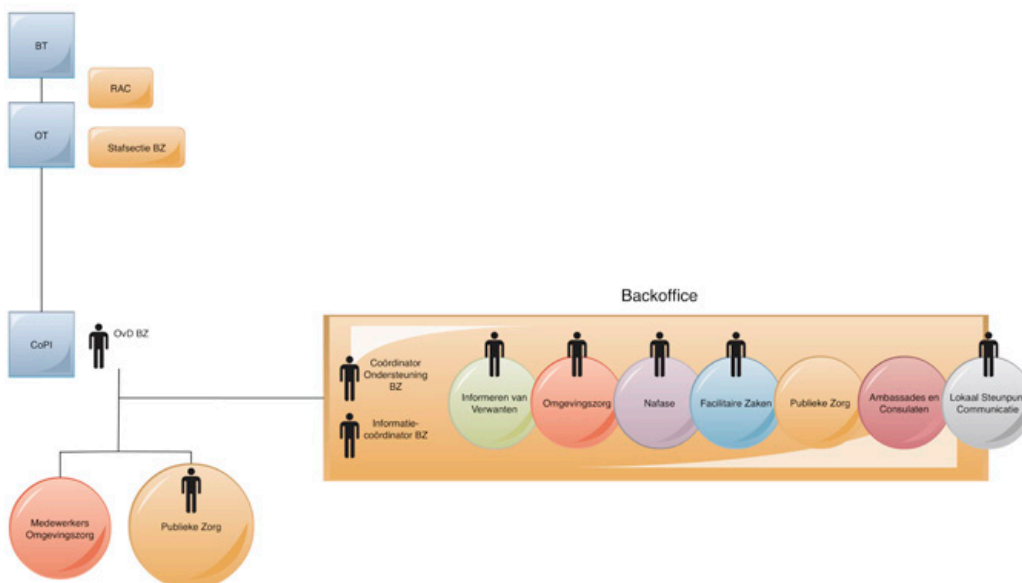 BT
RAC
OT
Stafsectie BZ
Backoffice
CoPI
OvD BZ
Coördinator
Ondersteuning
BZ
Informatie-
coördinator BZ
Informeren van
Verwanten
Omgevingszorg
Nafase
Facilitaire Zaken
Publieke Zorg
Ambassades en
Consulaten
Lokaal Steunpunt
Communicatie
Medewerkers
Omgevingszorg
Publieke Zorg